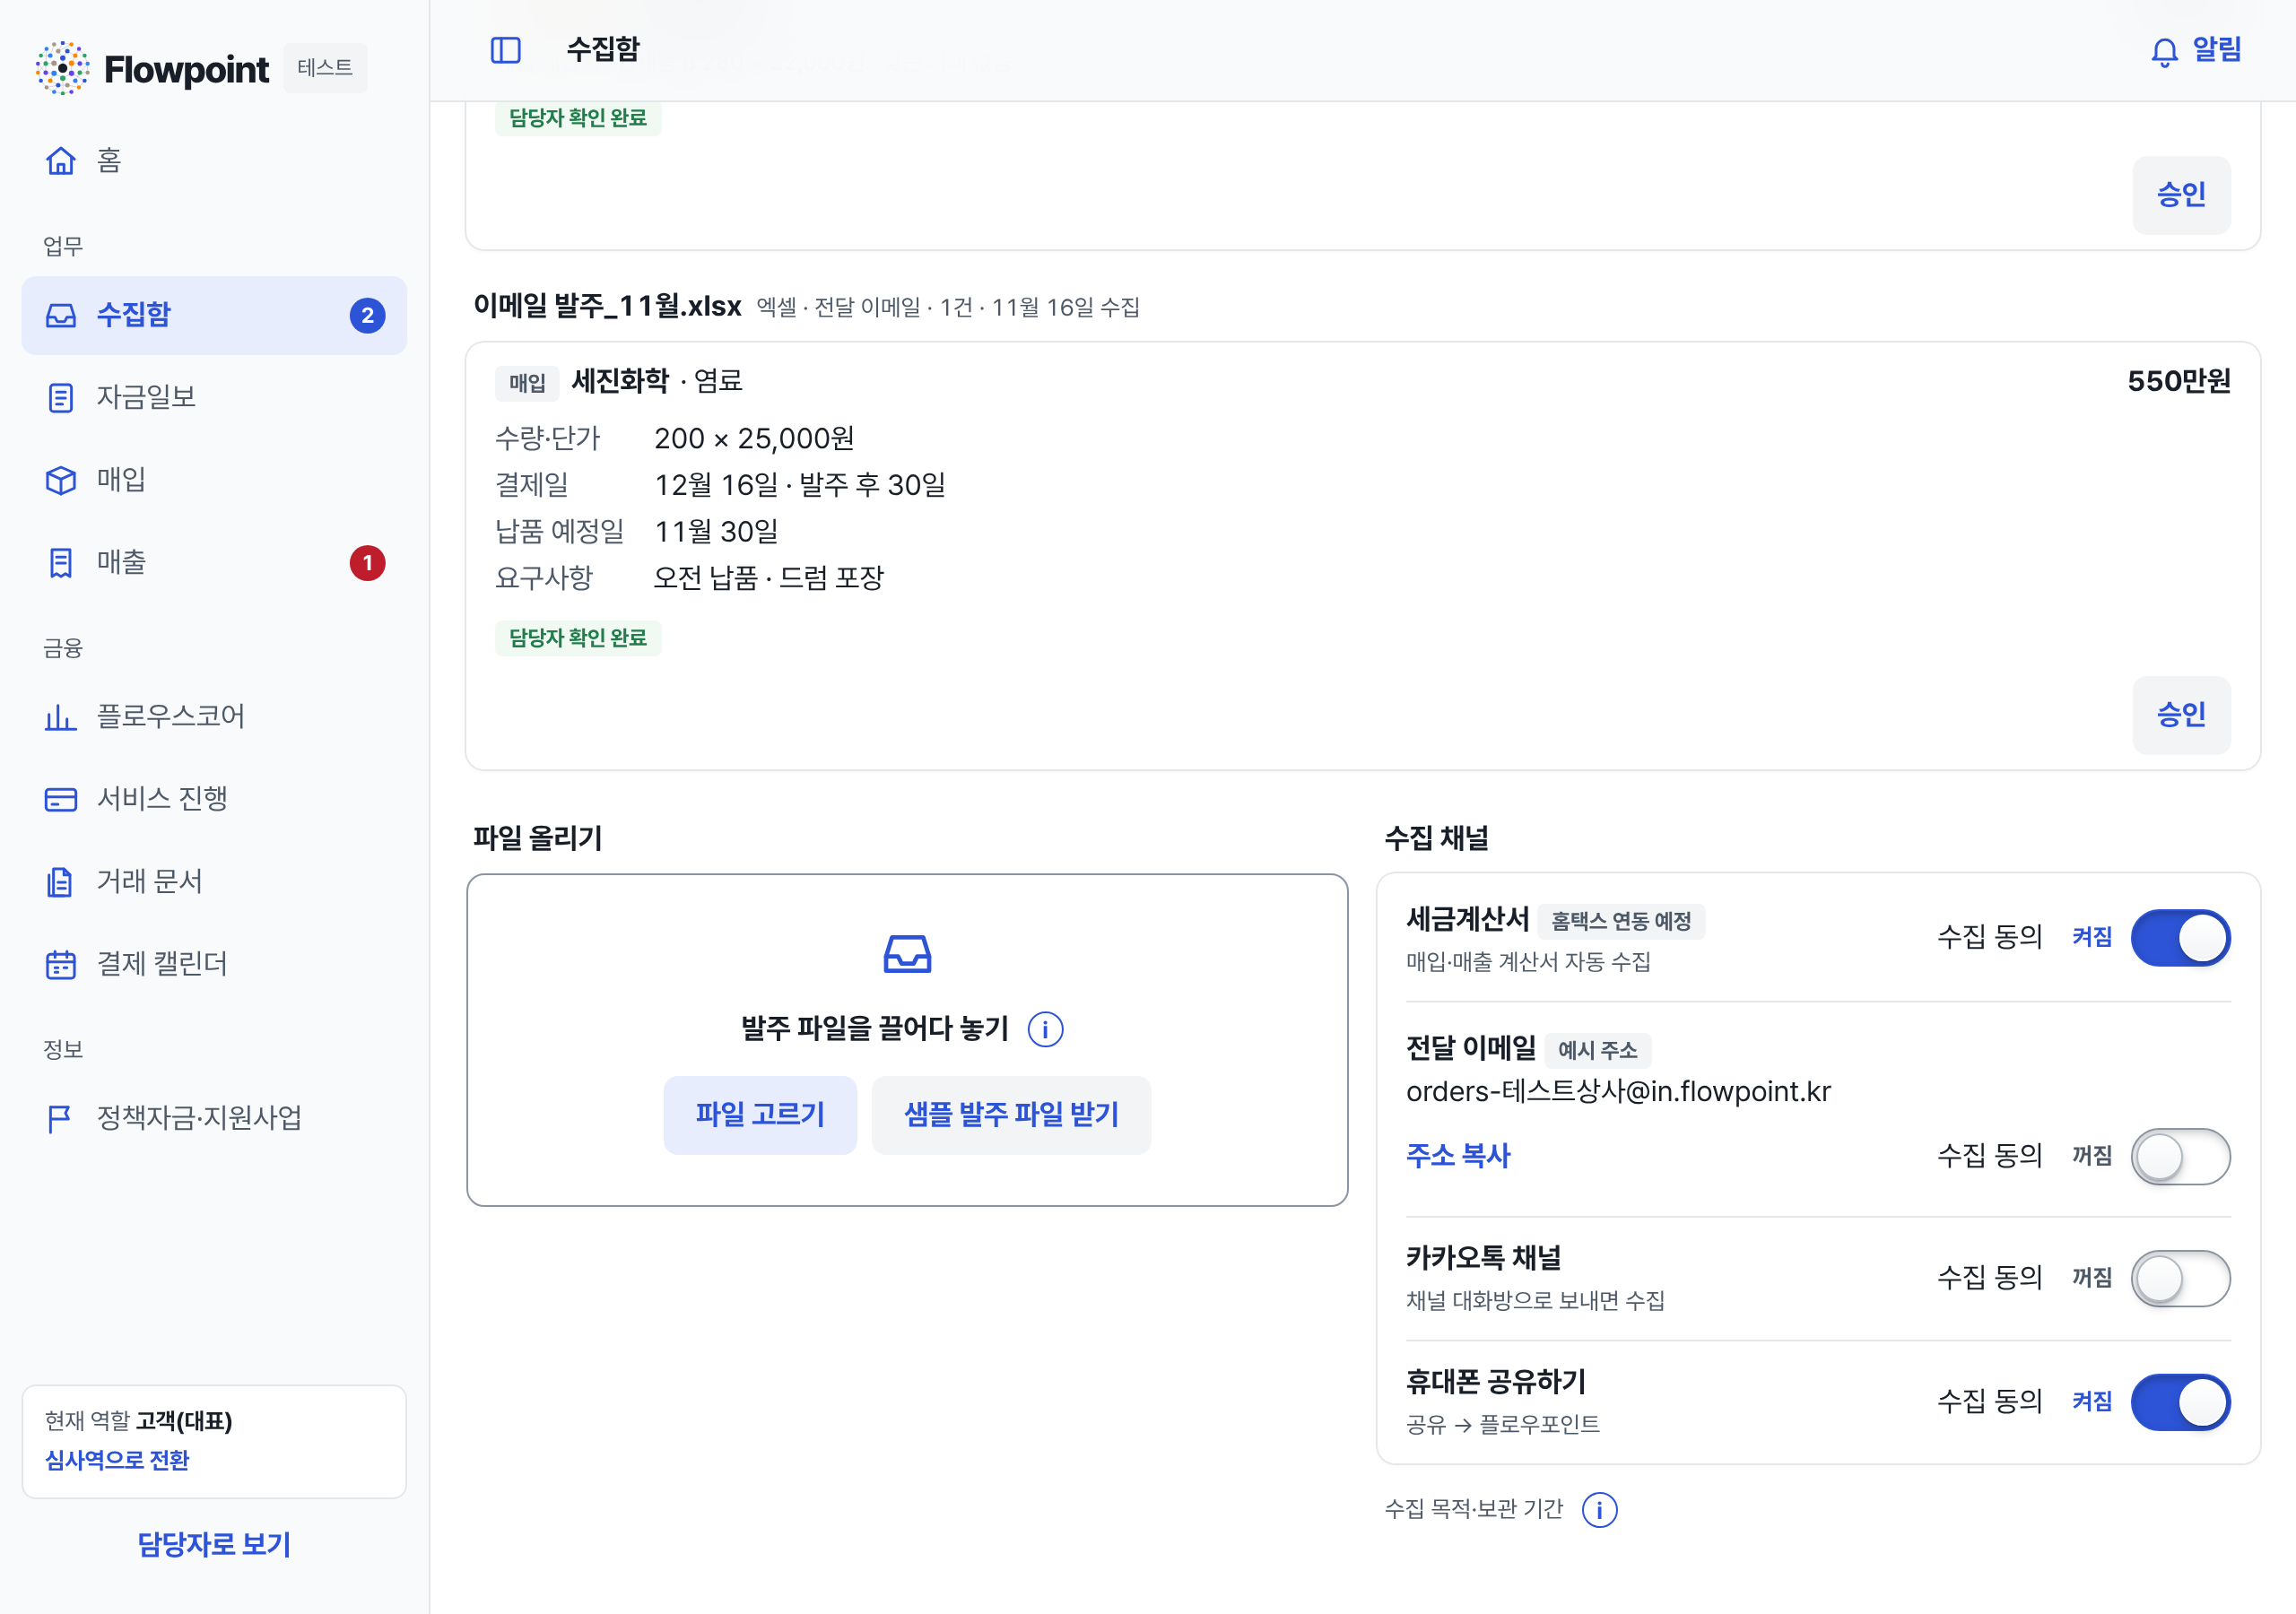 Flowpoint 테스트
홈
업무
수집함 2
자금일보
매입
매출 1
금융
플로우스코어
서비스 진행
거래 문서
결제 캘린더
정보
정책자금·지원사업
현재 역할 고객(대표)
심사역으로 전환
담당자로 보기
수집함
알림
담당자 확인 완료
승인
이메일 발주_11월.xlsx 엑셀 · 전달 이메일 · 1건 · 11월 16일 수집
매입 세진화학 · 염료 550만원
수량·단가 200 × 25,000원
결제일 12월 16일 · 발주 후 30일
납품 예정일 11월 30일
요구사항 오전 납품 · 드럼 포장
담당자 확인 완료
승인
파일 올리기
발주 파일을 끌어다 놓기
파일 고르기 샘플 발주 파일 받기
수집 채널
세금계산서 홈택스 연동 예정
매입·매출 계산서 자동 수집
수집 동의 켜짐
전달 이메일 예시 주소
orders-테스트상사@in.flowpoint.kr
주소 복사 수집 동의 꺼짐
카카오톡 채널
채널 대화방으로 보내면 수집
수집 동의 꺼짐
휴대폰 공유하기
공유 → 플로우포인트
수집 동의 켜짐
수집 목적·보관 기간